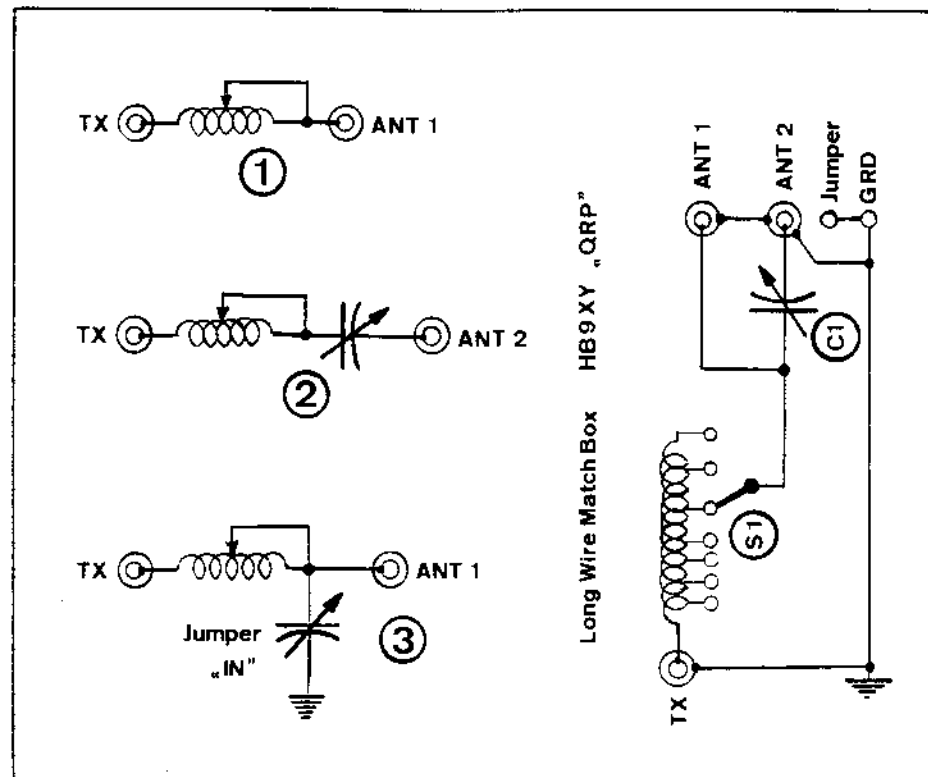 TX
ANT 1
1
TX
ANT 2
2
TX
ANT 1
Jumper
„IN”
3
Long Wire Match Box HB9XY „QRP”
ANT 1
ANT 2
Jumper
GRD
C1
S1
TX